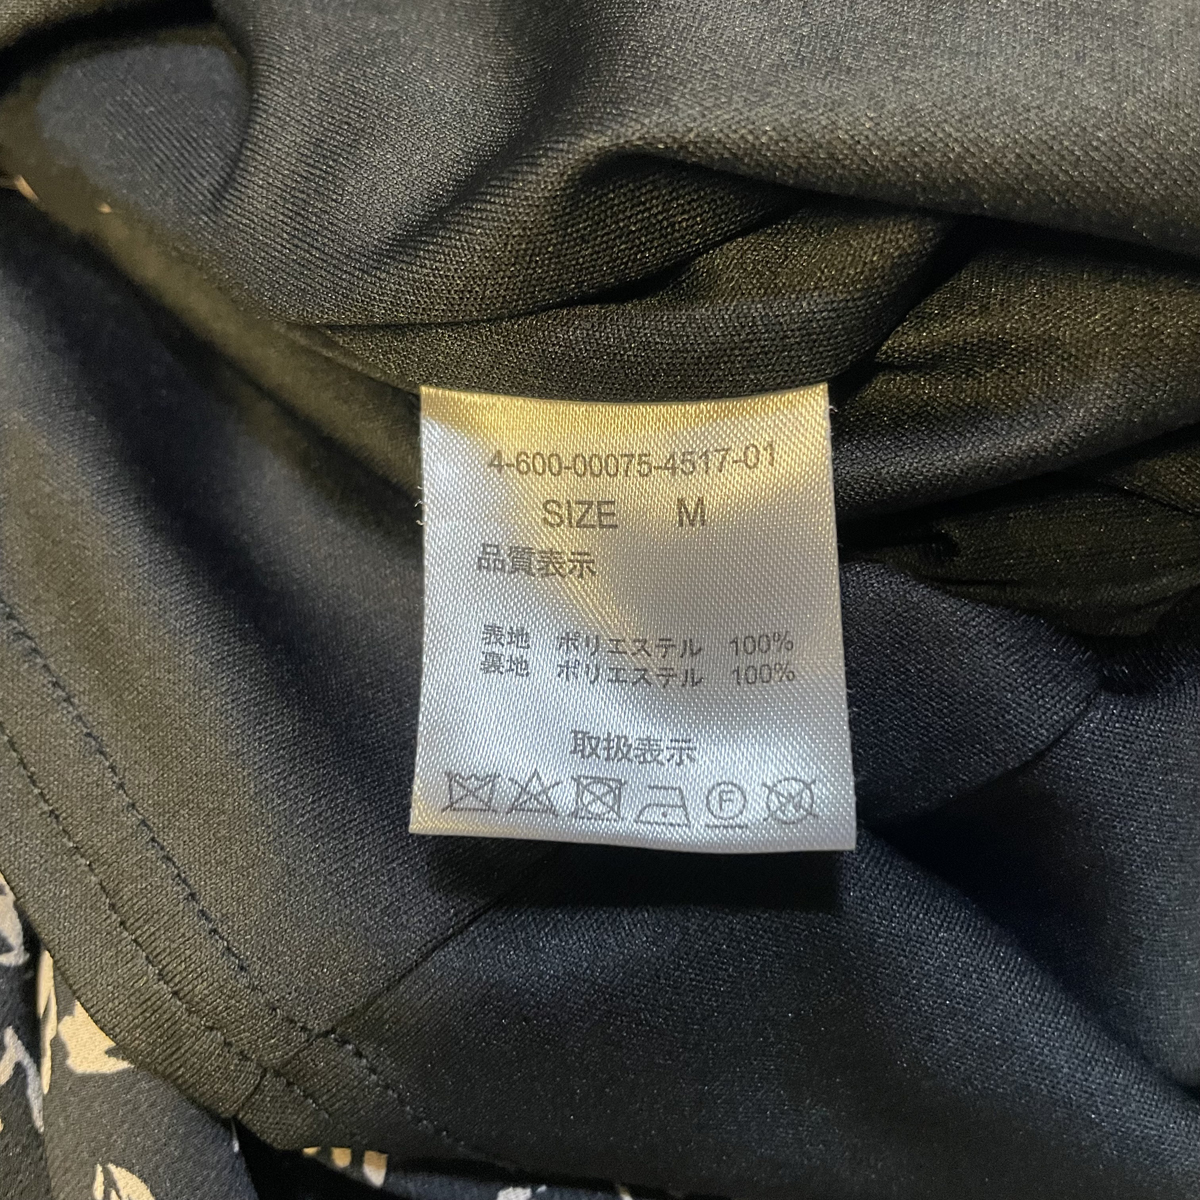 4-600-00075-4517-01
SIZE M
品質表示
表地 ポリエステル 100%
裏地 ポリエステル 100%
取扱表示
F
W